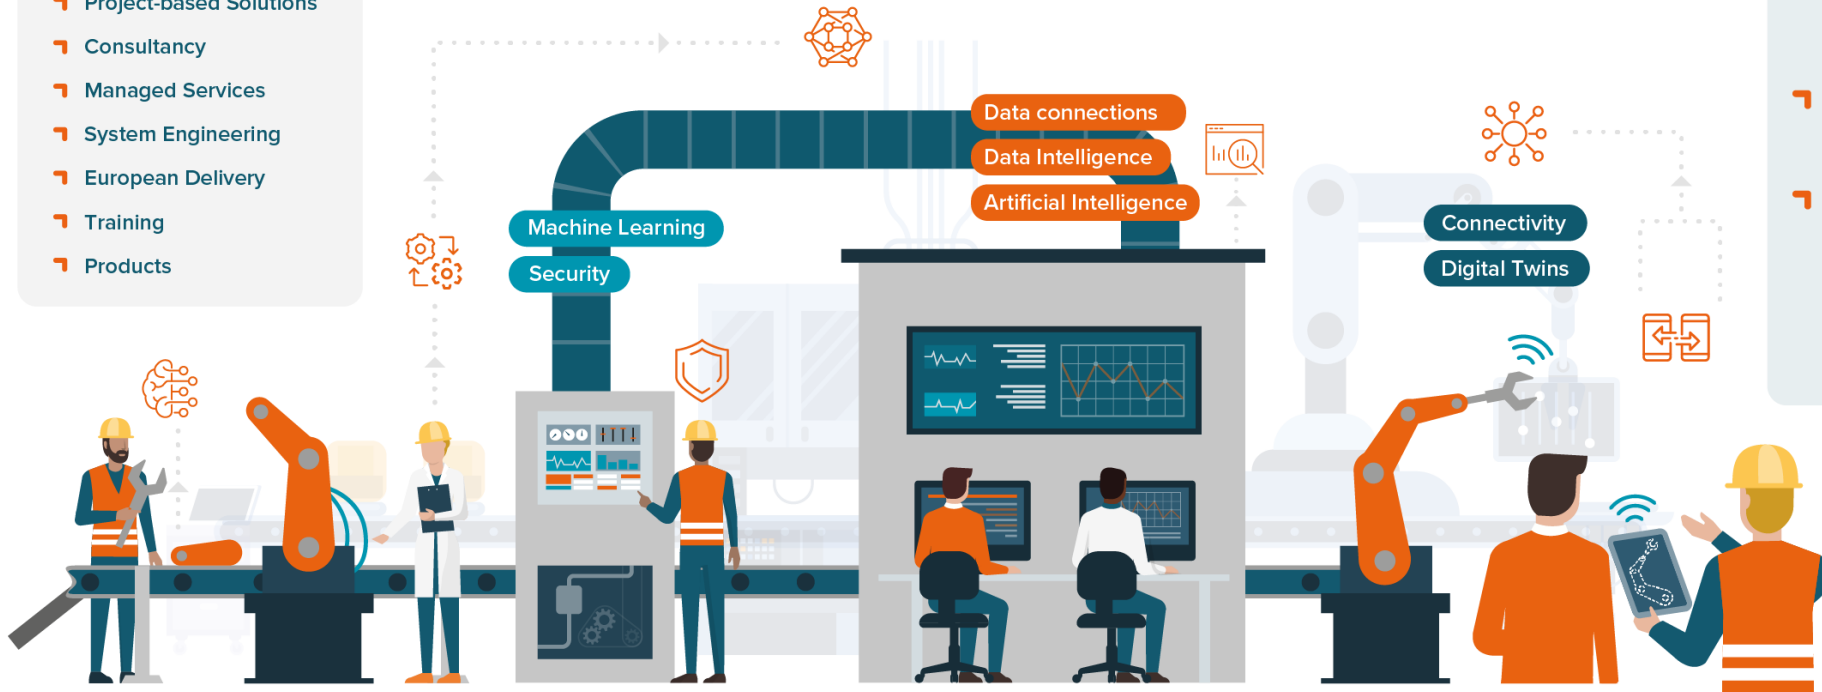 Project-based Solutions
Consultancy
Managed Services
System Engineering
European Delivery
Training
Products
Machine Learning
Security
Data connections
Data Intelligence
Artificial Intelligence
Connectivity
Digital Twins